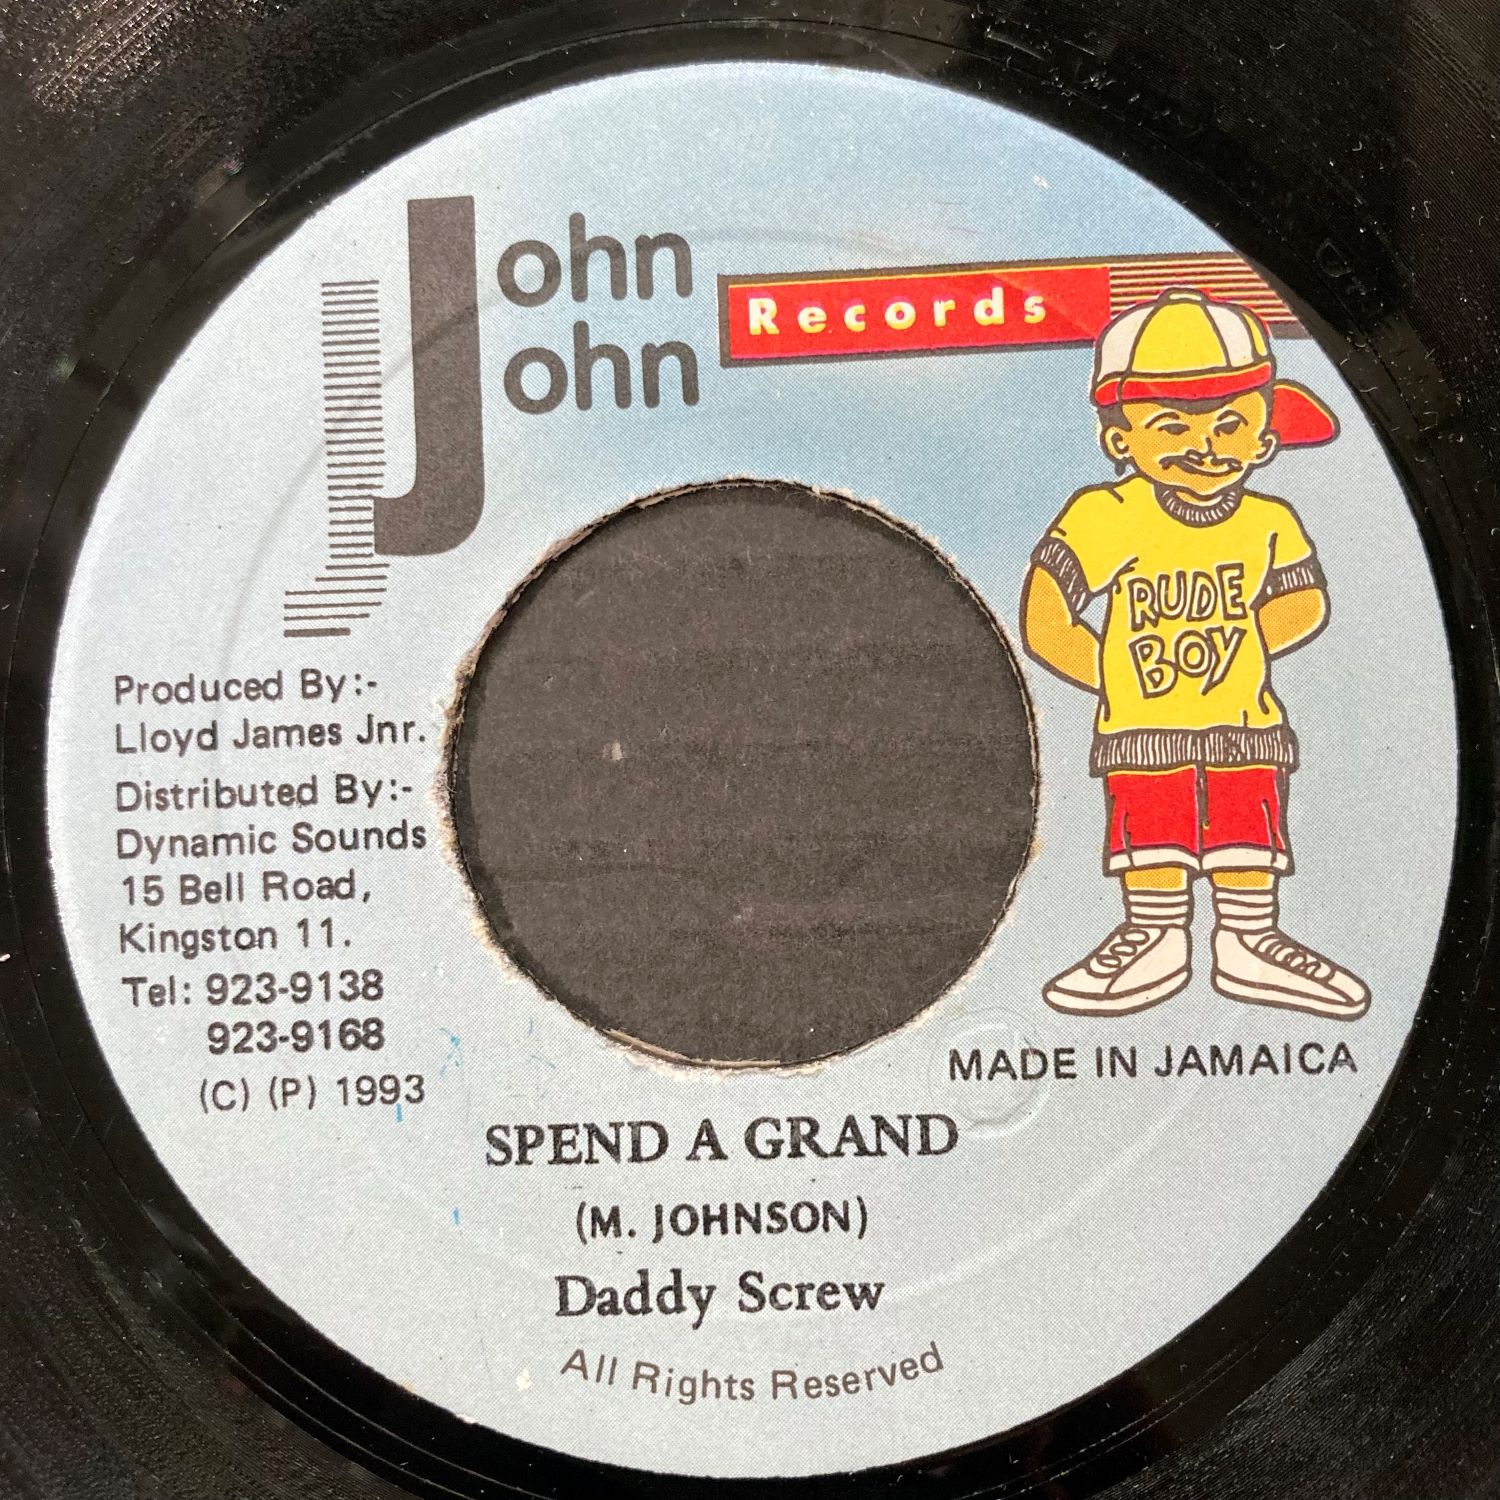 John
John
Records
RUDE
BOY
Produced By:-
Lloyd James Jnr.
Distributed By:-
Dynamic Sounds
15 Bell Road,
Kingston 11.
Tel: 923-9138
923-9168
(C) (P) 1993
MADE IN JAMAICA
SPEND A GRAND
(M. JOHNSON)
Daddy Screw
All Rights Reserved